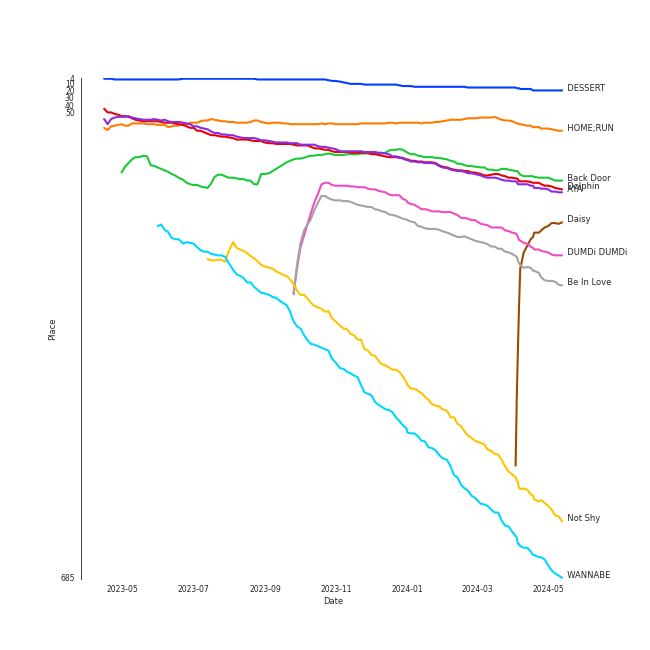 4
10
20
30
40
50
685
Place
DESSERT
HOME;RUN
Back Door
Dolphin
Daisy
DUMDi DUMDi
Be In Love
Not Shy
WANNABE
2023-05 2023-07 2023-09 2023-11 2024-01 2024-03 2024-05
Date